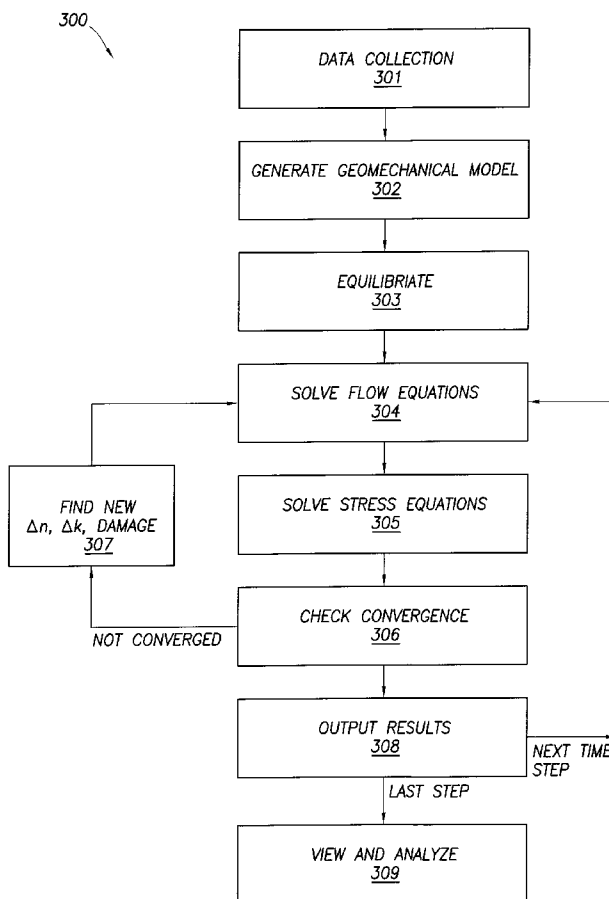 300
DATA COLLECTION
301
GENERATE GEOMECHANICAL MODEL
302
EQUILIBRIATE
303
SOLVE FLOW EQUATIONS
304
FIND NEW
Δn, Δk, DAMAGE
307
SOLVE STRESS EQUATIONS
305
CHECK CONVERGENCE
306
NOT CONVERGED
OUTPUT RESULTS
308
NEXT TIME
STEP
LAST STEP
VIEW AND ANALYZE
309